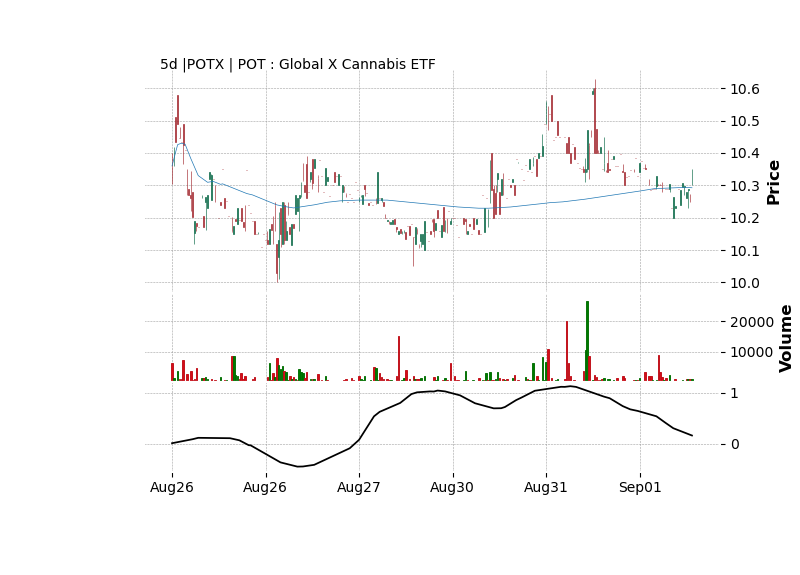 5d |POTX | POT : Global X Cannabis ETF
10.6
10.5
10.4
10.3
10.2
10.1
10.0
Price
20000
10000
Volume
1
0
Aug26 Aug26 Aug27 Aug30 Aug31 Sep01